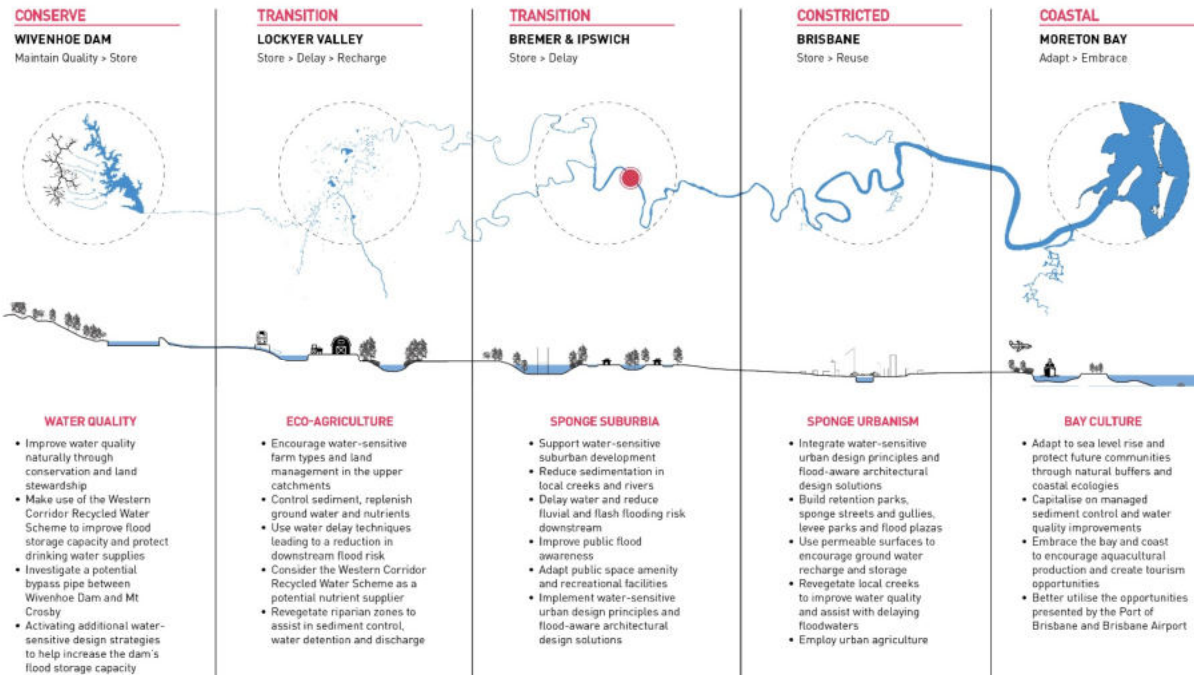 CONSERVE
WIVENHOE DAM
Maintain Quality > Store
TRANSITION
LOCKYER VALLEY
Store > Delay > Recharge
TRANSITION
BREMER & IPSWICH
Store > Delay
CONSTRICTED
BRISBANE
Store > Reuse
COASTAL
MORETON BAY
Adapt > Embrace
WATER QUALITY
• Improve water quality
naturally through
conservation and land
stewardship
• Make use of the Western
Corridor Recycled Water
Scheme to improve flood
storage capacity and protect
drinking water supplies
• Investigate a potential
bypass pipe between
Wivenhoe Dam and Mt
Crosby
• Activating additional water-
sensitive design strategies
to help increase the dam's
flood storage capacity
ECO-AGRICULTURE
• Encourage water-sensitive
farm types and land
management in the upper
catchments
• Control sediment, replenish
ground water and nutrients
• Use water delay techniques
leading to a reduction in
downstream flood risk
• Consider the Western Corridor
Recycled Water Scheme as a
potential nutrient supplier
• Revegetate riparian zones to
assist in sediment control,
water detention and discharge
SPONGE SUBURBIA
• Support water-sensitive
suburban development
• Reduce sedimentation in
local creeks and rivers
• Delay water and reduce
fluvial and flash flooding risk
downstream
• Improve public flood
awareness
• Adapt public space amenity
and recreational facilities
• Implement water-sensitive
urban design principles and
flood-aware architectural
design solutions
SPONGE URBANISM
• Integrate water-sensitive
urban design principles and
flood-aware architectural
design solutions
• Build retention parks,
sponge streets and gullies,
levee parks and flood plazas
• Use permeable surfaces to
encourage ground water
recharge and storage
• Revegetate local creeks
to improve water quality
and assist with delaying
floodwaters
• Employ urban agriculture
BAY CULTURE
• Adapt to sea level rise and
protect future communities
through natural buffers and
coastal ecologies
• Capitalise on managed
sediment control and water
quality improvements
• Embrace the bay and coast
to encourage aquacultural
production and create tourism
opportunities
• Better utilise the opportunities
presented by the Port of
Brisbane and Brisbane Airport